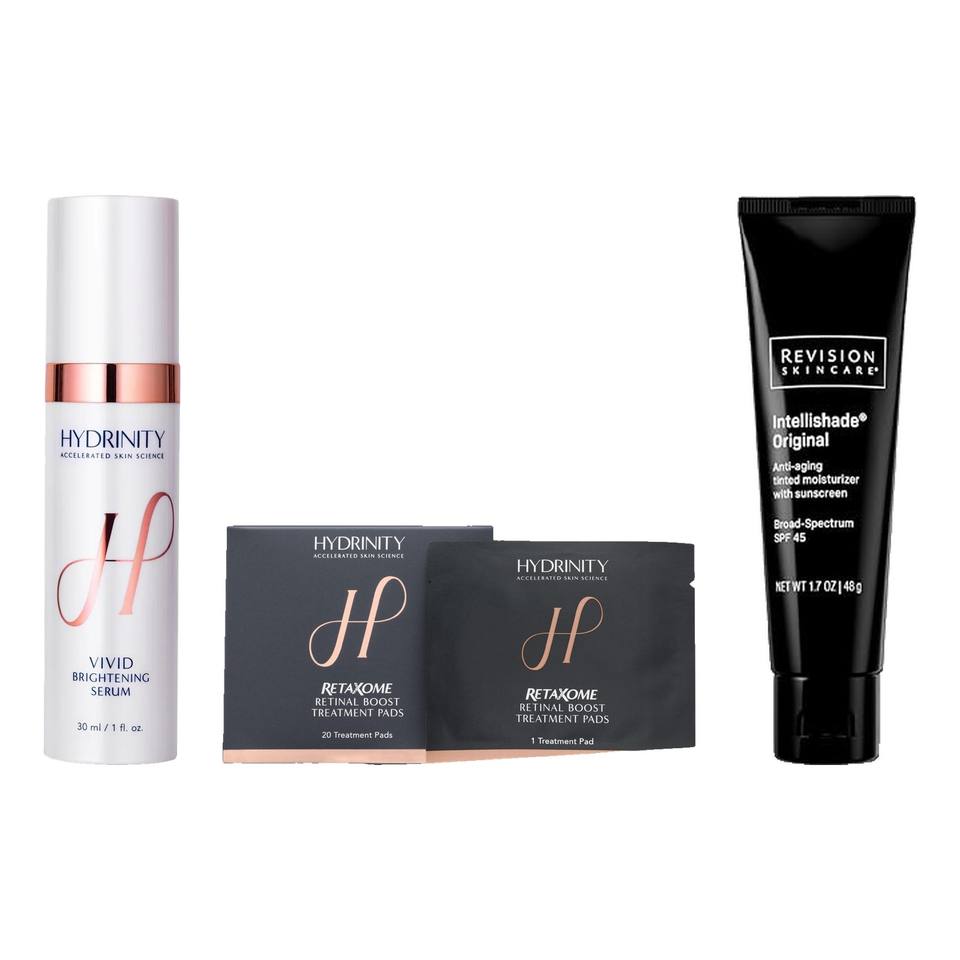 HYDRINITY
ACCELERATED SKIN SCIENCE
H
VIVID
BRIGHTENING
SERUM
30 ml / 1 fl. oz.
HYDRINITY
ACCELERATED SKIN SCIENCE
H
RETAXOME
RETINAL BOOST
TREATMENT PADS
20 Treatment Pads
HYDRINITY
ACCELERATED SKIN SCIENCE
H
RETAXOME
RETINAL BOOST
TREATMENT PADS
1 Treatment Pad
REVISION
SKINCARE®
Intellishade®
Original
Anti-aging
tinted moisturizer
with sunscreen
Broad-Spectrum
SPF 45
NET WT 1.7 OZ | 48 g